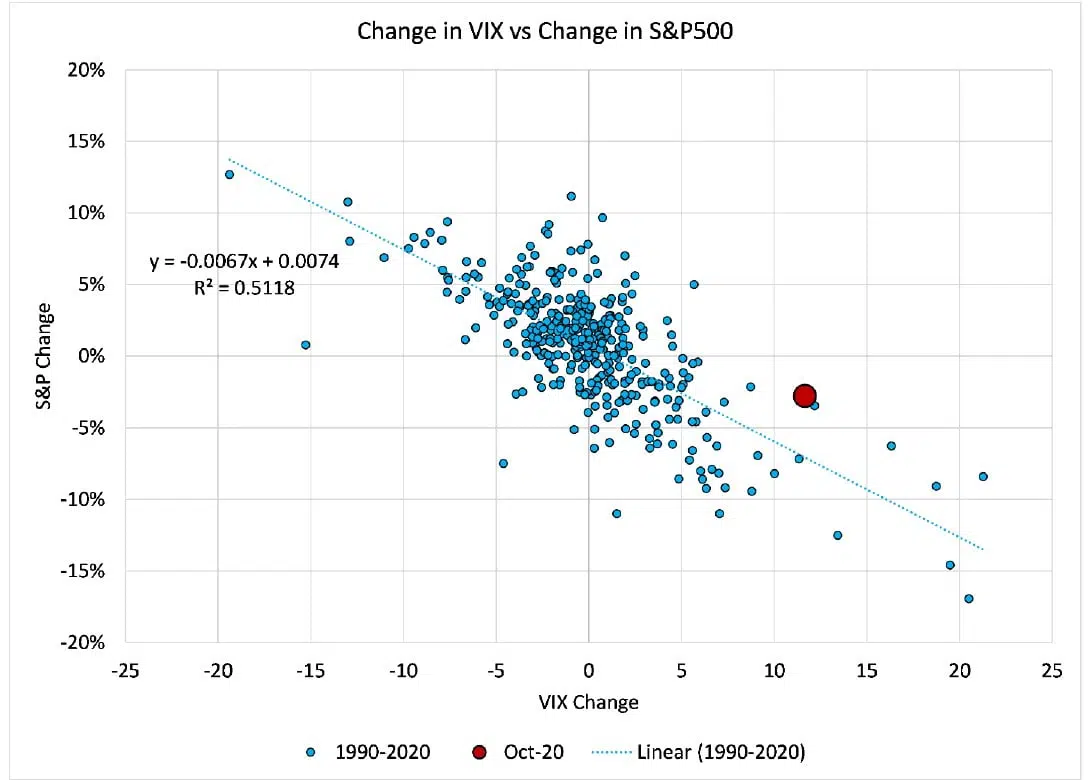 Change in VIX vs Change in S&P500
20%
15%
10%
5%
0%
-5%
-10%
-15%
-20%
S&P Change
y = -0.0067x + 0.0074
R² = 0.5118
-25 -20 -15 -10 -5 0 5 10 15 20 25
VIX Change
1990-2020 Oct-20 Linear (1990-2020)